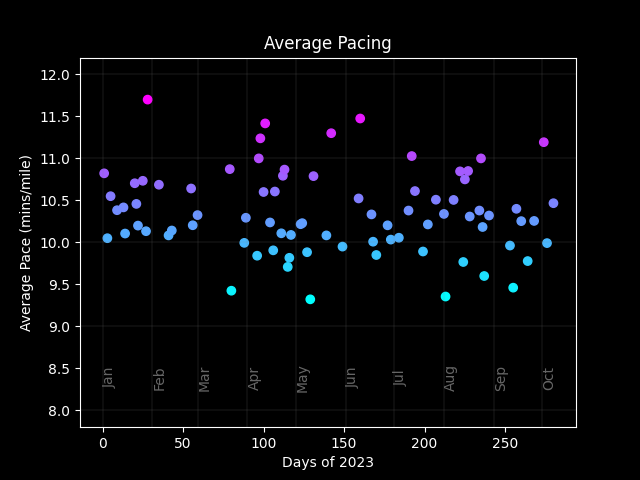 Average Pacing
12.0
11.5
11.0
10.5
10.0
9.5
9.0
8.5
8.0
Average Pace (mins/mile)
Jan
Feb
Mar
Apr
May
Jun
Jul
Aug
Sep
Oct
0 50 100 150 200 250
Days of 2023